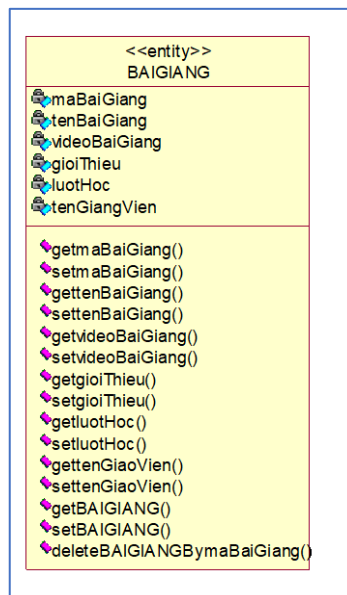 <<entity>>
BAIGIANG
maBaiGiang
tenBaiGiang
videoBaiGiang
gioiThieu
luotHoc
tenGiangVien
getmaBaiGiang()
setmaBaiGiang()
gettenBaiGiang()
settenBaiGiang()
getvideoBaiGiang()
setvideoBaiGiang()
getgioiThieu()
setgioiThieu()
getluotHoc()
setluotHoc()
gettenGiaoVien()
settenGiaoVien()
getBAIGIANG()
setBAIGIANG()
deleteBAIGIANGBymaBaiGiang()